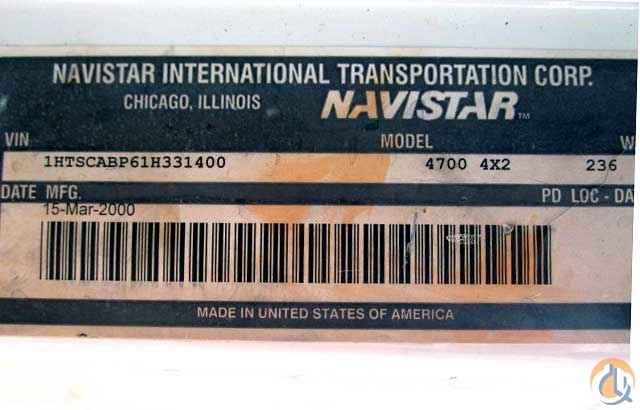 NAVISTAR INTERNATIONAL TRANSPORTATION CORP.
CHICAGO, ILLINOIS NAVISTAR TM
VIN MODEL W
1HTSCABP61H331400 4700 4X2 236
DATE MFG. PD LOC - DA
15-Mar-2000
MADE IN UNITED STATES OF AMERICA